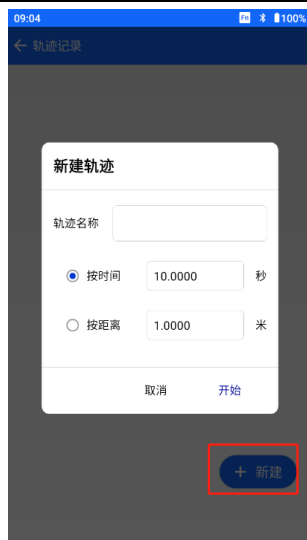 09:04 Fn 100%
轨迹记录
新建轨迹
轨迹名称
按时间 10.0000 秒
按距离 1.0000 米
取消 开始
+ 新建